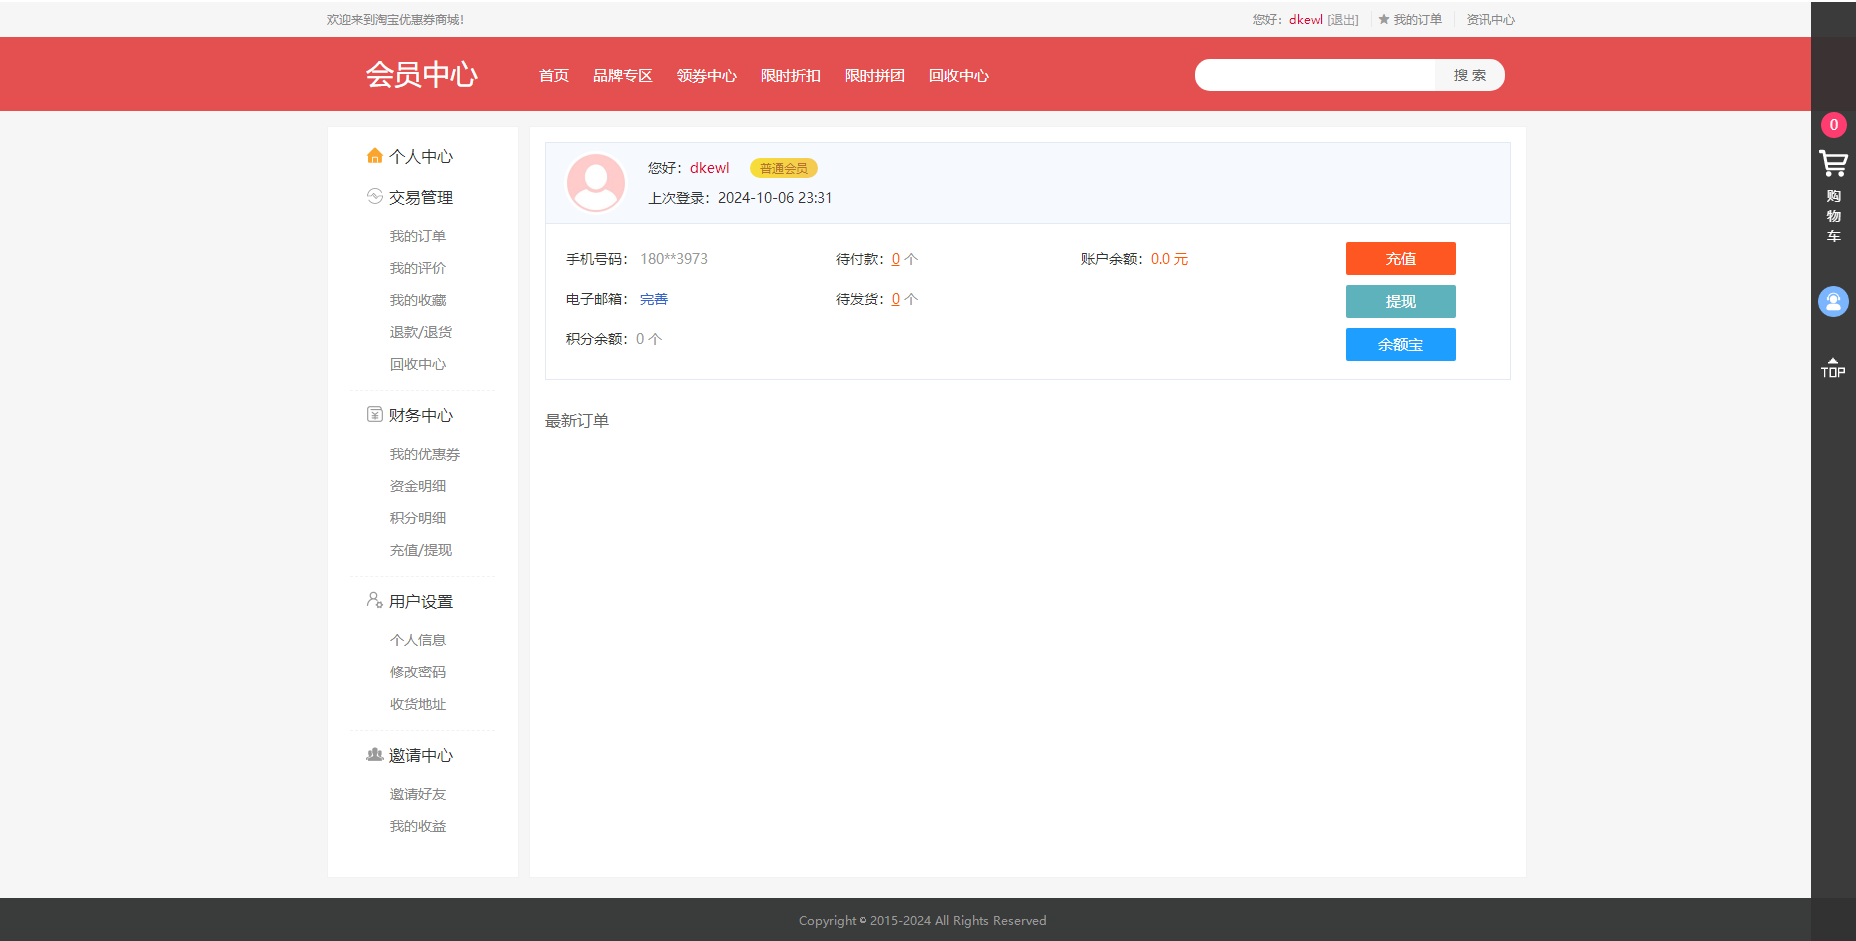 欢迎来到淘宝优惠券商城!
您好：dkewl [退出] 我的订单 资讯中心
会员中心 首页 品牌专区 领券中心 限时折扣 限时拼团 回收中心 搜 索
个人中心
交易管理
我的订单
我的评价
我的收藏
退款/退货
回收中心
财务中心
我的优惠券
资金明细
积分明细
充值/提现
用户设置
个人信息
修改密码
收货地址
邀请中心
邀请好友
我的收益
您好：dkewl 普通会员
上次登录：2024-10-06 23:31
手机号码： 180**3973 待付款：0 个 账户余额：0.0 元 充值
电子邮箱： 完善 待发货：0 个 提现
积分余额：0 个 余额宝
最新订单
0
购
物
车
TOP
Copyright © 2015-2024 All Rights Reserved